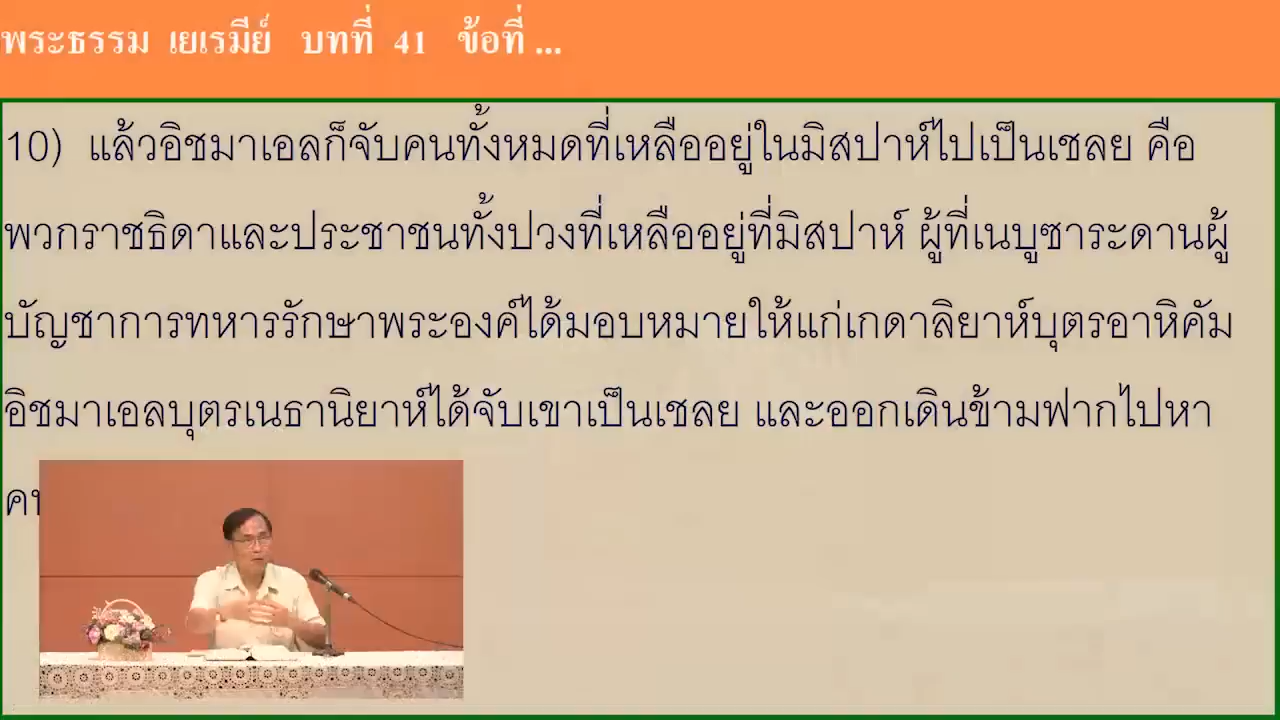 พระธรรม เยเรมีย์ บทที่ 41 ข้อที่ ...
10) แล้วอิชมาเอลก็จับคนทั้งหมดที่เหลืออยู่ในมิสปาห์ไปเป็นเชลย คือ
พวกราชธิดาและประชาชนทั้งปวงที่เหลืออยู่ที่มิสปาห์ ผู้ที่เนบูซาระดานผู้
บัญชาการทหารรักษาพระองค์ได้มอบหมายให้แก่เกดาลิยาห์บุตรอาหิคัม
อิชมาเอลบุตรเนธานิยาห์ได้จับเขาเป็นเชลย และออกเดินข้ามฟากไปหา